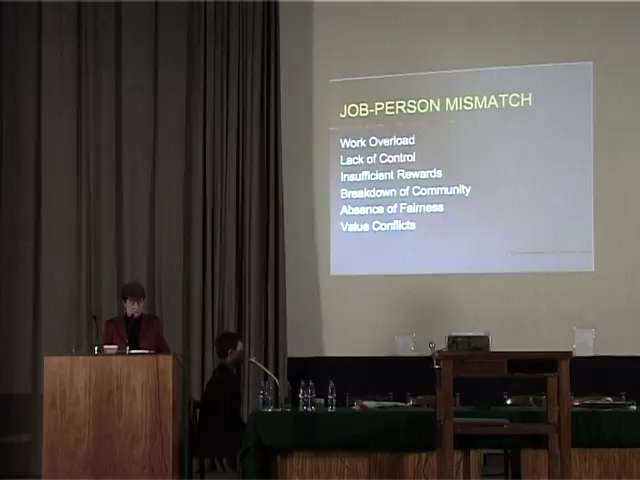 JOB-PERSON MISMATCH
Work Overload
Lack of Control
Insufficient Rewards
Breakdown of Community
Absence of Fairness
Value Conflicts